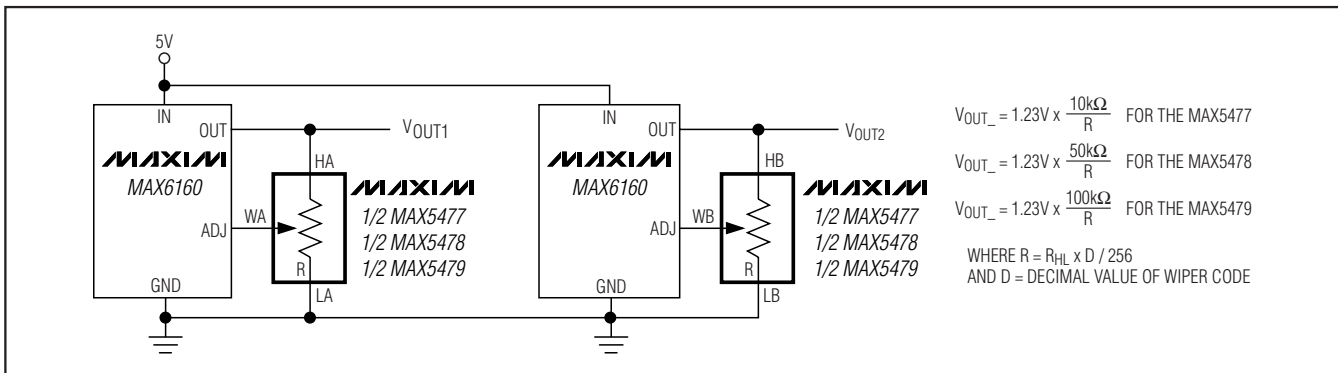 5V
IN
OUT
VOUT1
MAXIM
MAX6160
ADJ
GND
HA
WA
R
LA
MAXIM
1/2 MAX5477
1/2 MAX5478
1/2 MAX5479
IN
OUT
VOUT2
MAXIM
MAX6160
ADJ
GND
HB
WB
R
LB
MAXIM
1/2 MAX5477
1/2 MAX5478
1/2 MAX5479
VOUT_ = 1.23V x 10kΩ / R FOR THE MAX5477
VOUT_ = 1.23V x 50kΩ / R FOR THE MAX5478
VOUT_ = 1.23V x 100kΩ / R FOR THE MAX5479
WHERE R = RHL x D / 256
AND D = DECIMAL VALUE OF WIPER CODE